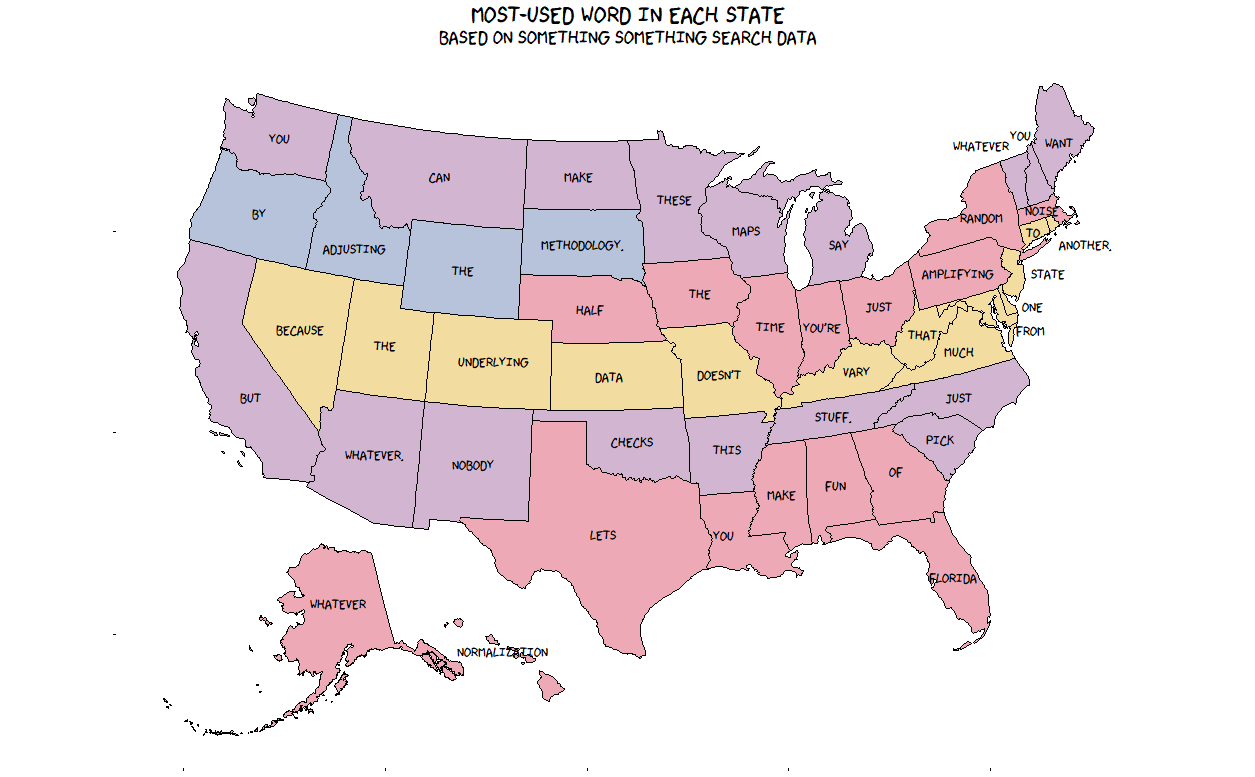 MOST-USED WORD IN EACH STATE
BASED ON SOMETHING SOMETHING SEARCH DATA
YOU
CAN
MAKE
THESE
MAPS
SAY
WHATEVER
YOU
WANT
BY
ADJUSTING
THE
METHODOLOGY.
HALF
THE
TIME
YOU'RE
JUST
AMPLIFYING
RANDOM
NOISE
BECAUSE
THE
UNDERLYING
DATA
DOESN'T
VARY
THAT
MUCH
FROM
ONE
STATE
TO
ANOTHER.
BUT
WHATEVER.
NOBODY
CHECKS
THIS
STUFF.
JUST
PICK
WHATEVER
NORMALIZATION
LETS
YOU
MAKE
FUN
OF
FLORIDA